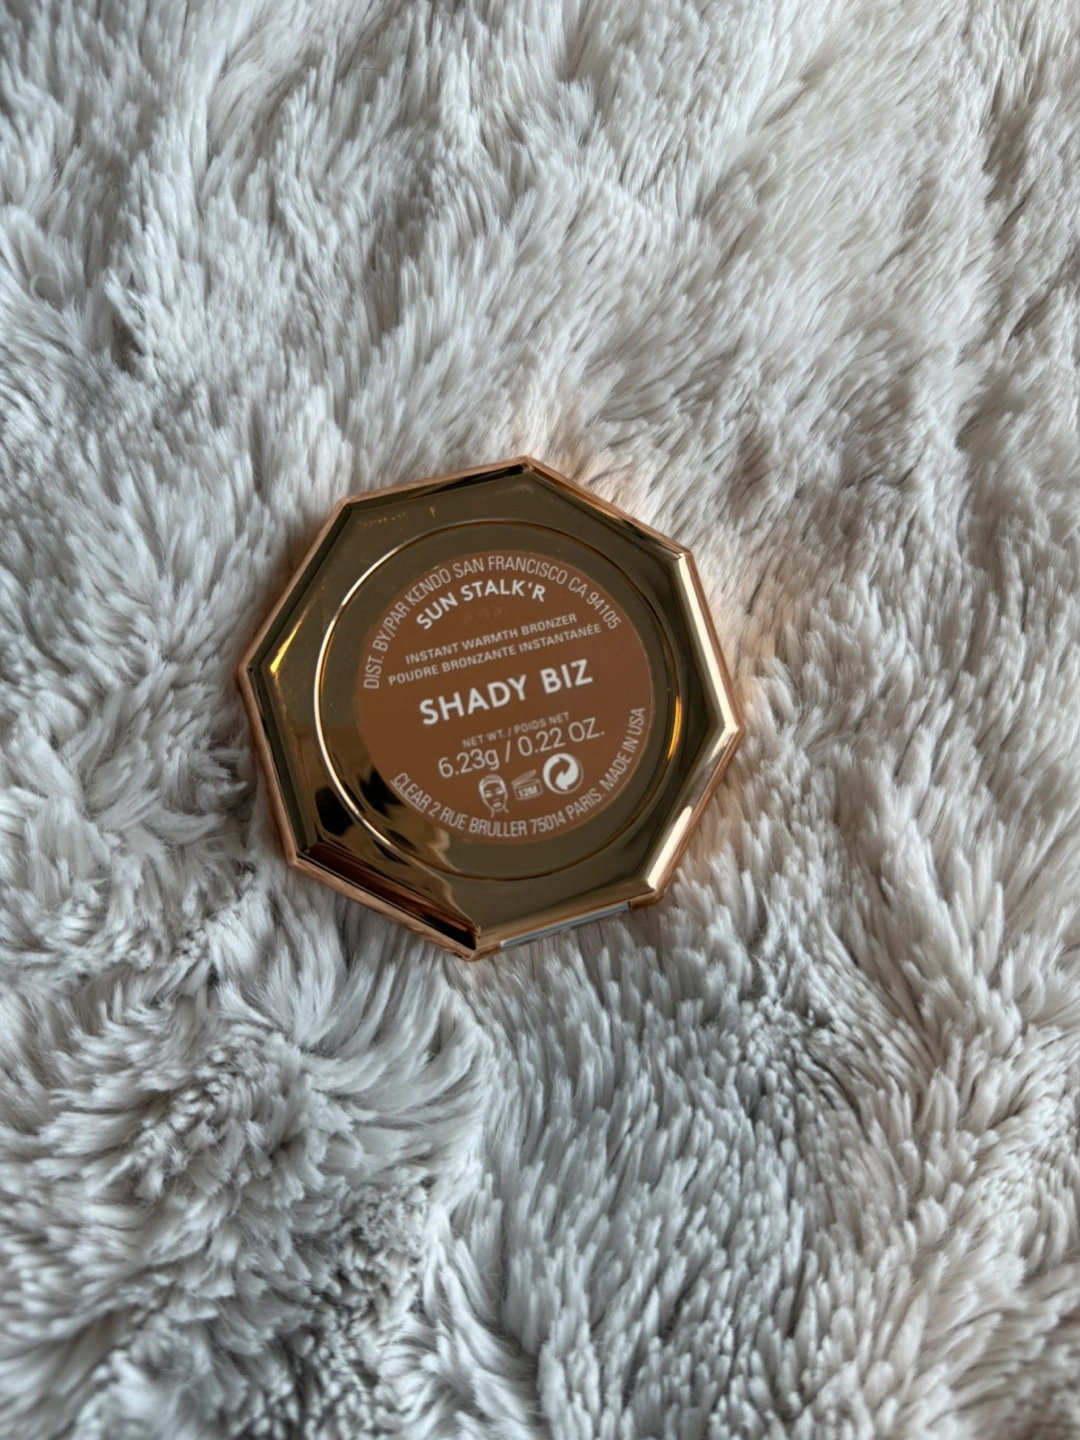 DIST. BY/PAR KENDO SAN FRANCISCO CA 94105
SUN STALK'R
INSTANT WARMTH BRONZER
POUDRE BRONZANTE INSTANTANÉE
SHADY BIZ
NET WT. / POIDS NET
6.23g / 0.22 OZ.
12M
CLEAR 2 RUE BRULLER 75014 PARIS. MADE IN USA